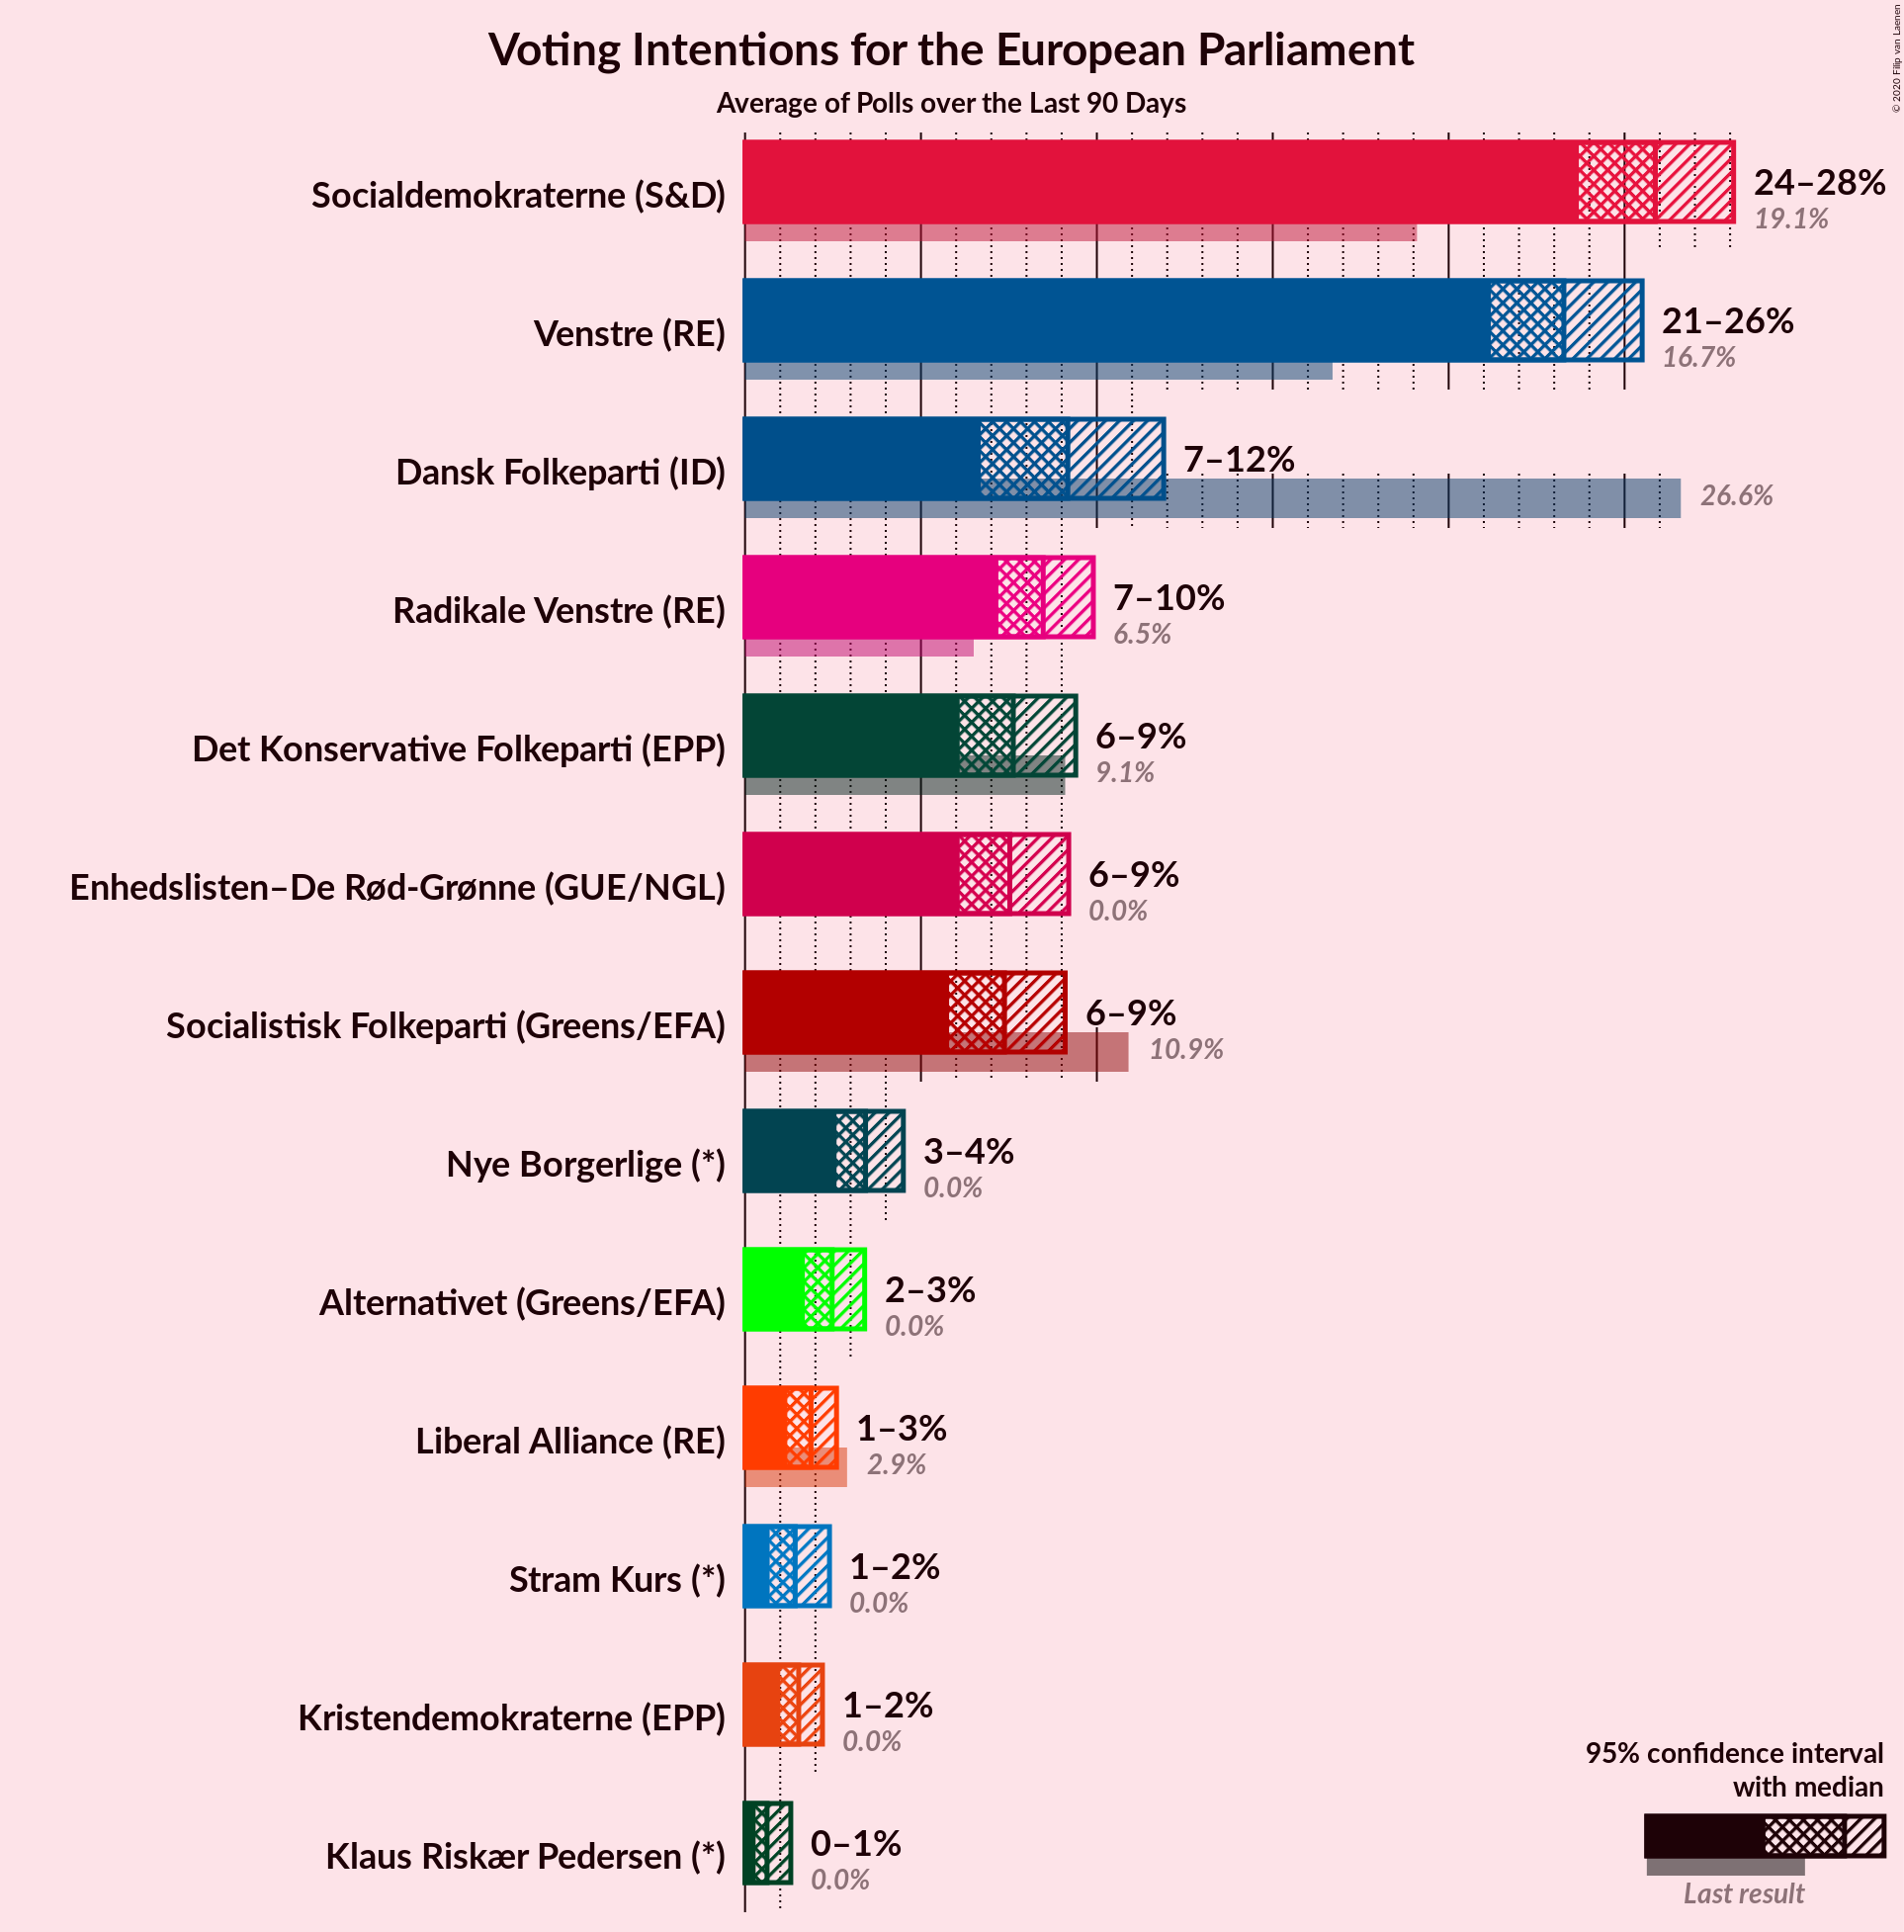 Voting Intentions for the European Parliament
Average of Polls over the Last 90 Days
© 2020 Filip van Laenen
Socialdemokraterne (S&D)
24–28%
19.1%
Venstre (RE)
21–26%
16.7%
Dansk Folkeparti (ID)
7–12%
26.6%
Radikale Venstre (RE)
7–10%
6.5%
Det Konservative Folkeparti (EPP)
6–9%
9.1%
Enhedslisten–De Rød-Grønne (GUE/NGL)
6–9%
0.0%
Socialistisk Folkeparti (Greens/EFA)
6–9%
10.9%
Nye Borgerlige (*)
3–4%
0.0%
Alternativet (Greens/EFA)
2–3%
0.0%
Liberal Alliance (RE)
1–3%
2.9%
Stram Kurs (*)
1–2%
0.0%
Kristendemokraterne (EPP)
1–2%
0.0%
Klaus Riskær Pedersen (*)
0–1%
0.0%
95% confidence interval
with median
Last result